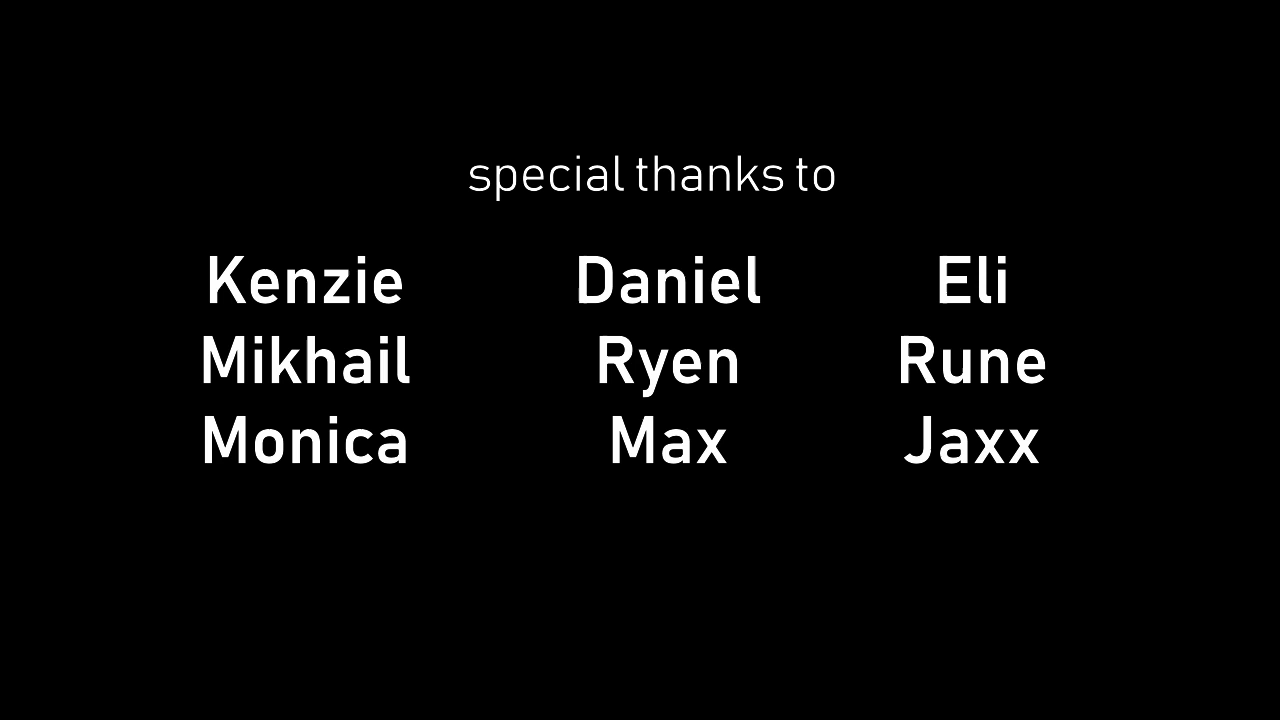 special thanks to
Kenzie Daniel Eli
Mikhail Ryen Rune
Monica Max Jaxx